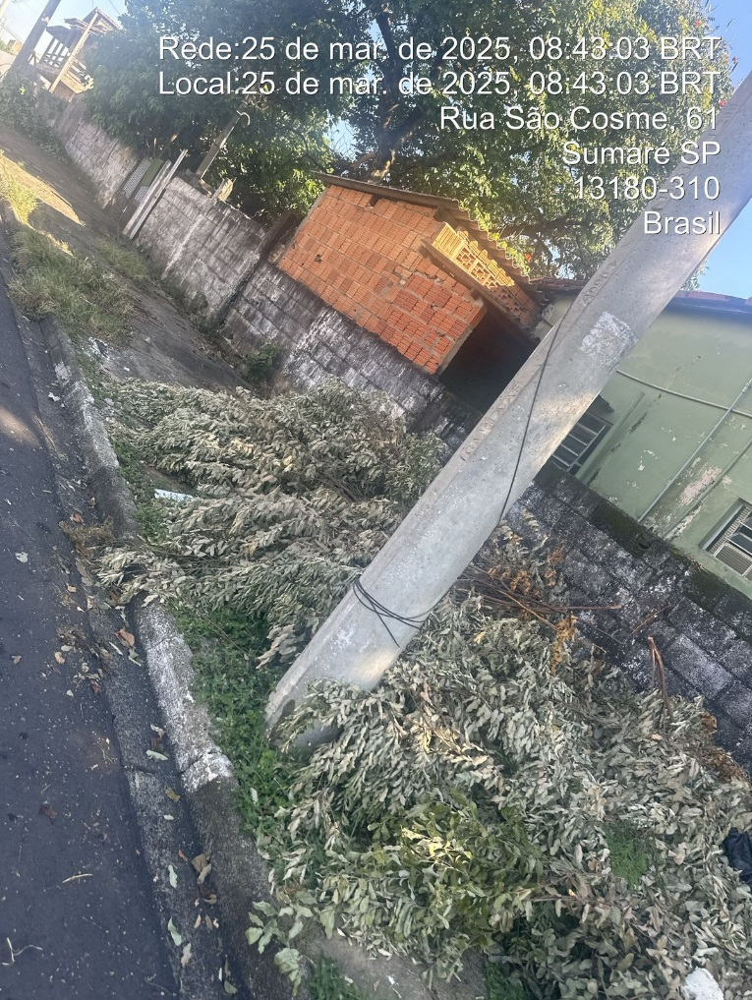 Rede:25 de mar. de 2025, 08:43:03 BRT
Local:25 de mar. de 2025, 08:43:03 BRT
Rua São Cosme, 61
Sumaré SP
13180-310
Brasil